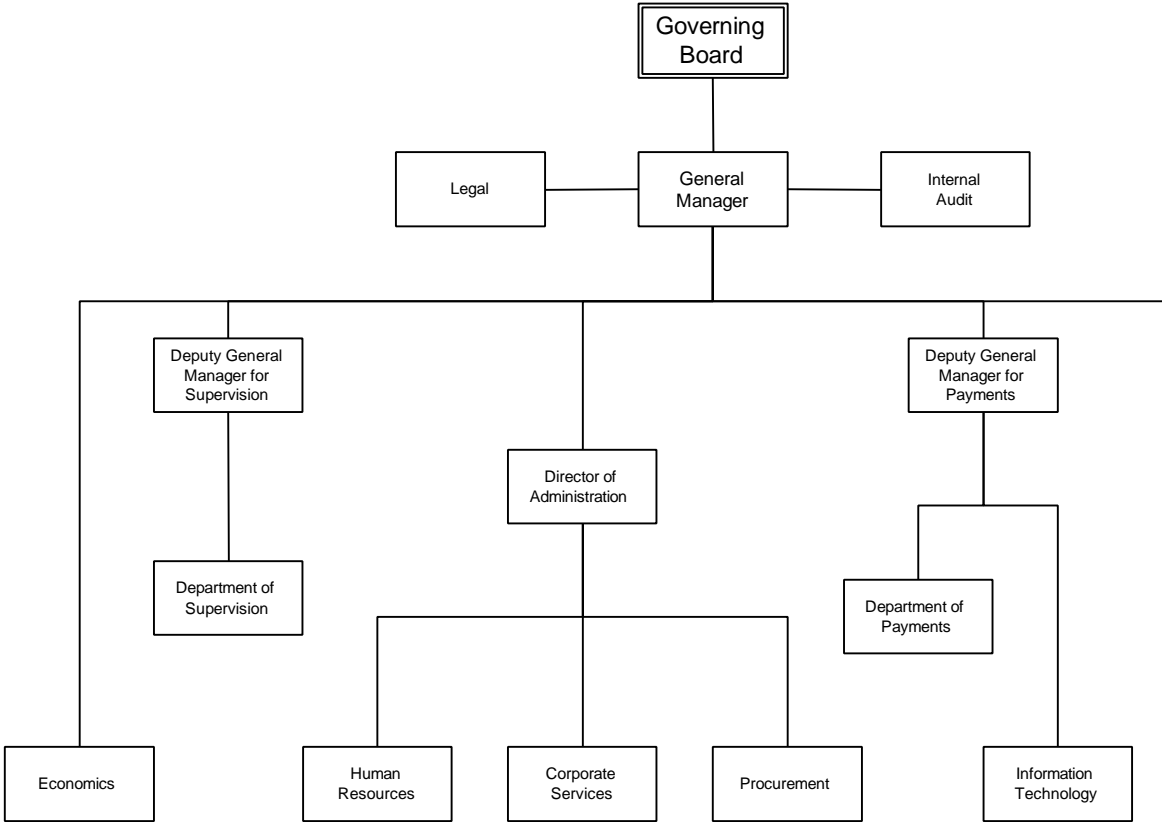 Governing
Board
Legal
General
Manager
Internal
Audit
Deputy General
Manager for
Supervision
Deputy General
Manager for
Payments
Director of
Administration
Department of
Supervision
Department of
Payments
Economics
Human
Resources
Corporate
Services
Procurement
Information
Technology